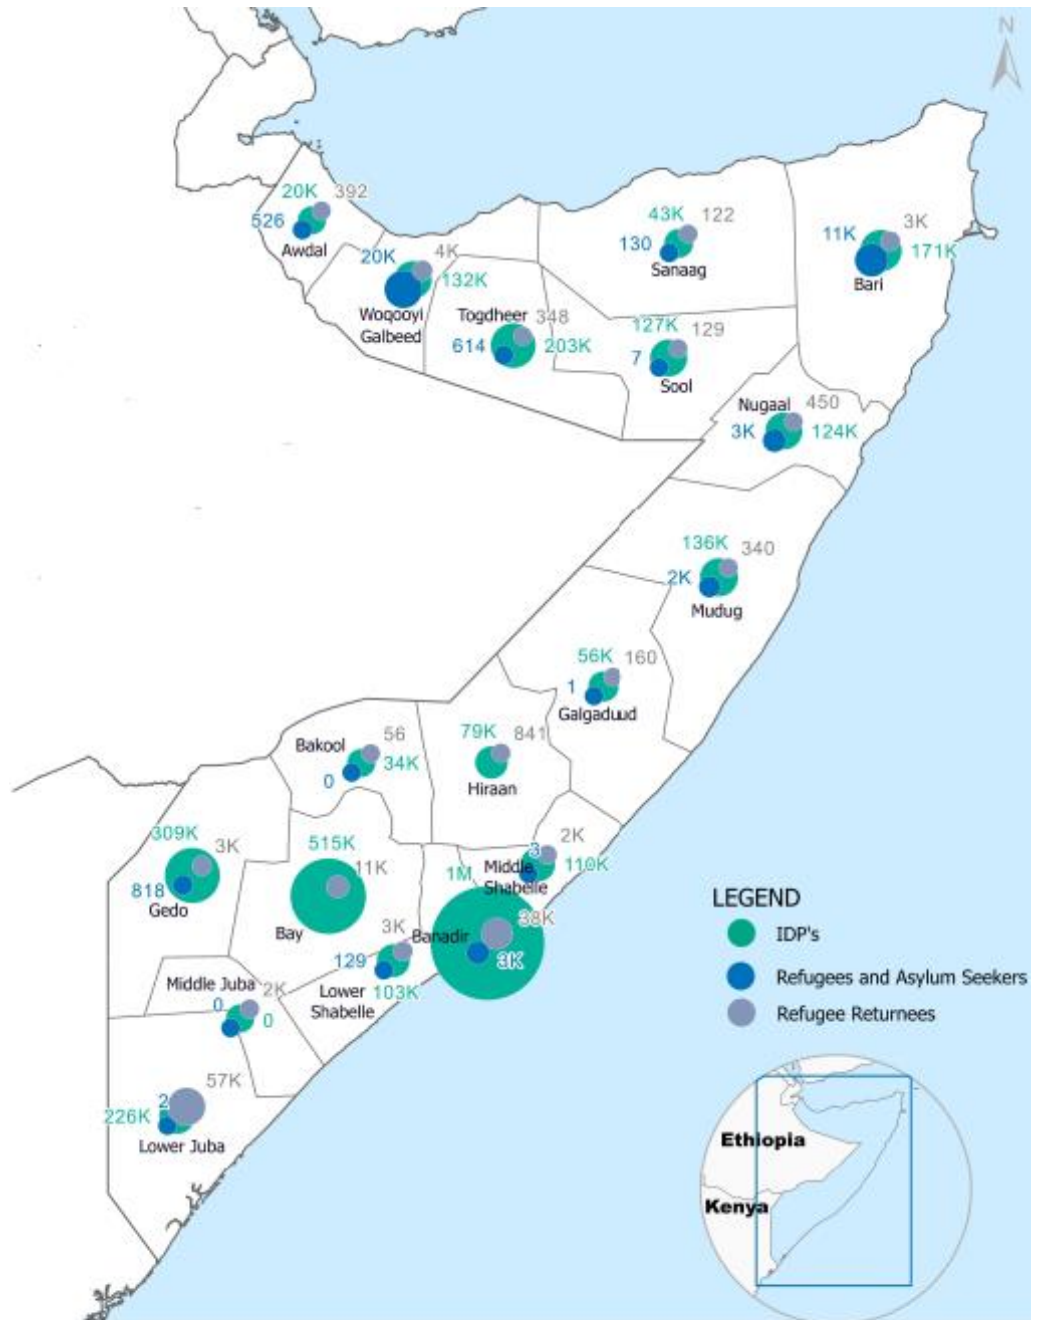 N
20K 392
526
Awdal
43K 122
130
Sanaag
3K
11K
171K
Bari
4K
20K
132K
Woqooyi
Galbeed
Togdheer 348
614 203K
127K 129
7
Sool
Nugaal 450
3K 124K
136K 340
2K
Mudug
56K 160
1
Galgaduud
56
Bakool
34K
0
79K 841
Hiraan
309K
3K
818
Gedo
515K
11K
Bay
2K
3
110K
Middle
Shabelle
1M
38K
Banadir
3K
3K
129
103K
Lower
Shabelle
Middle Juba
2K
0
0
57K
2
226K
Lower Juba
LEGEND
IDP's
Refugees and Asylum Seekers
Refugee Returnees
Ethiopia
Kenya